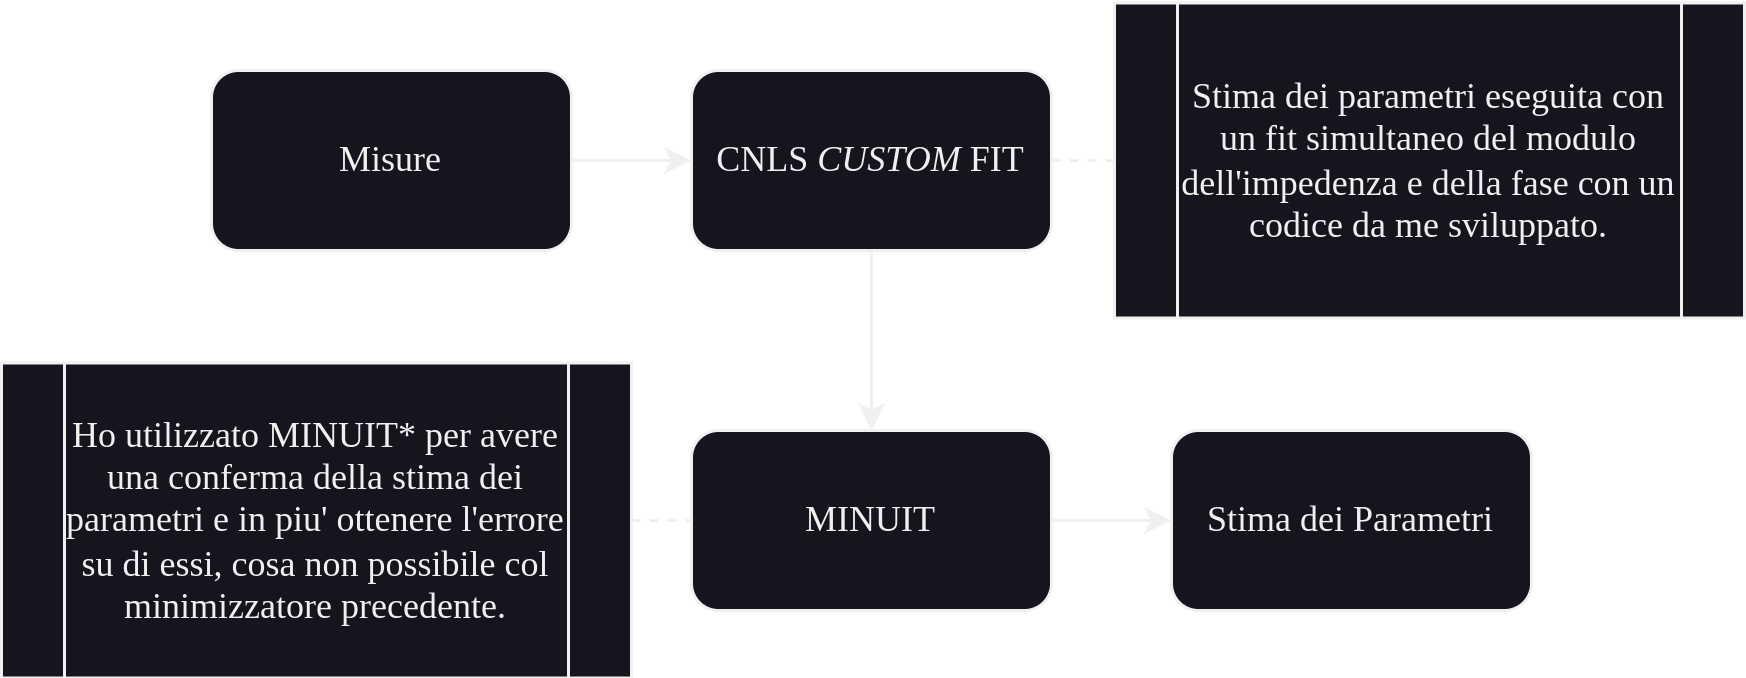 Misure
CNLS CUSTOM FIT
Stima dei parametri eseguita con
un fit simultaneo del modulo
dell'impedenza e della fase con un
codice da me sviluppato.
Ho utilizzato MINUIT* per avere
una conferma della stima dei
parametri e in piu' ottenere l'errore
su di essi, cosa non possibile col
minimizzatore precedente.
MINUIT
Stima dei Parametri